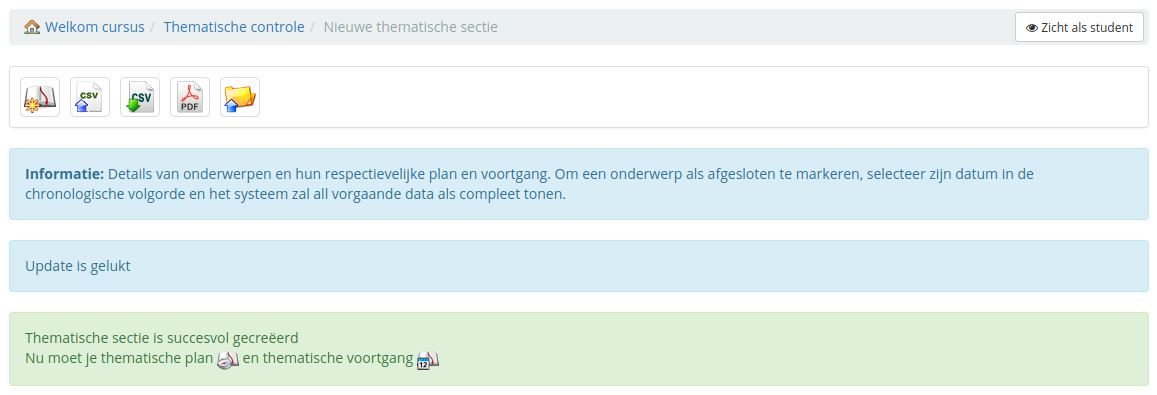 Welkom cursus / Thematische controle / Nieuwe thematische sectie
Zicht als student
CSV CSV PDF
Informatie: Details van onderwerpen en hun respectievelijke plan en voortgang. Om een onderwerp als afgesloten te markeren, selecteer zijn datum in de
chronologische volgorde en het systeem zal all vorgaande data als compleet tonen.
Update is gelukt
Thematische sectie is succesvol gecreëerd
Nu moet je thematische plan en thematische voortgang 12